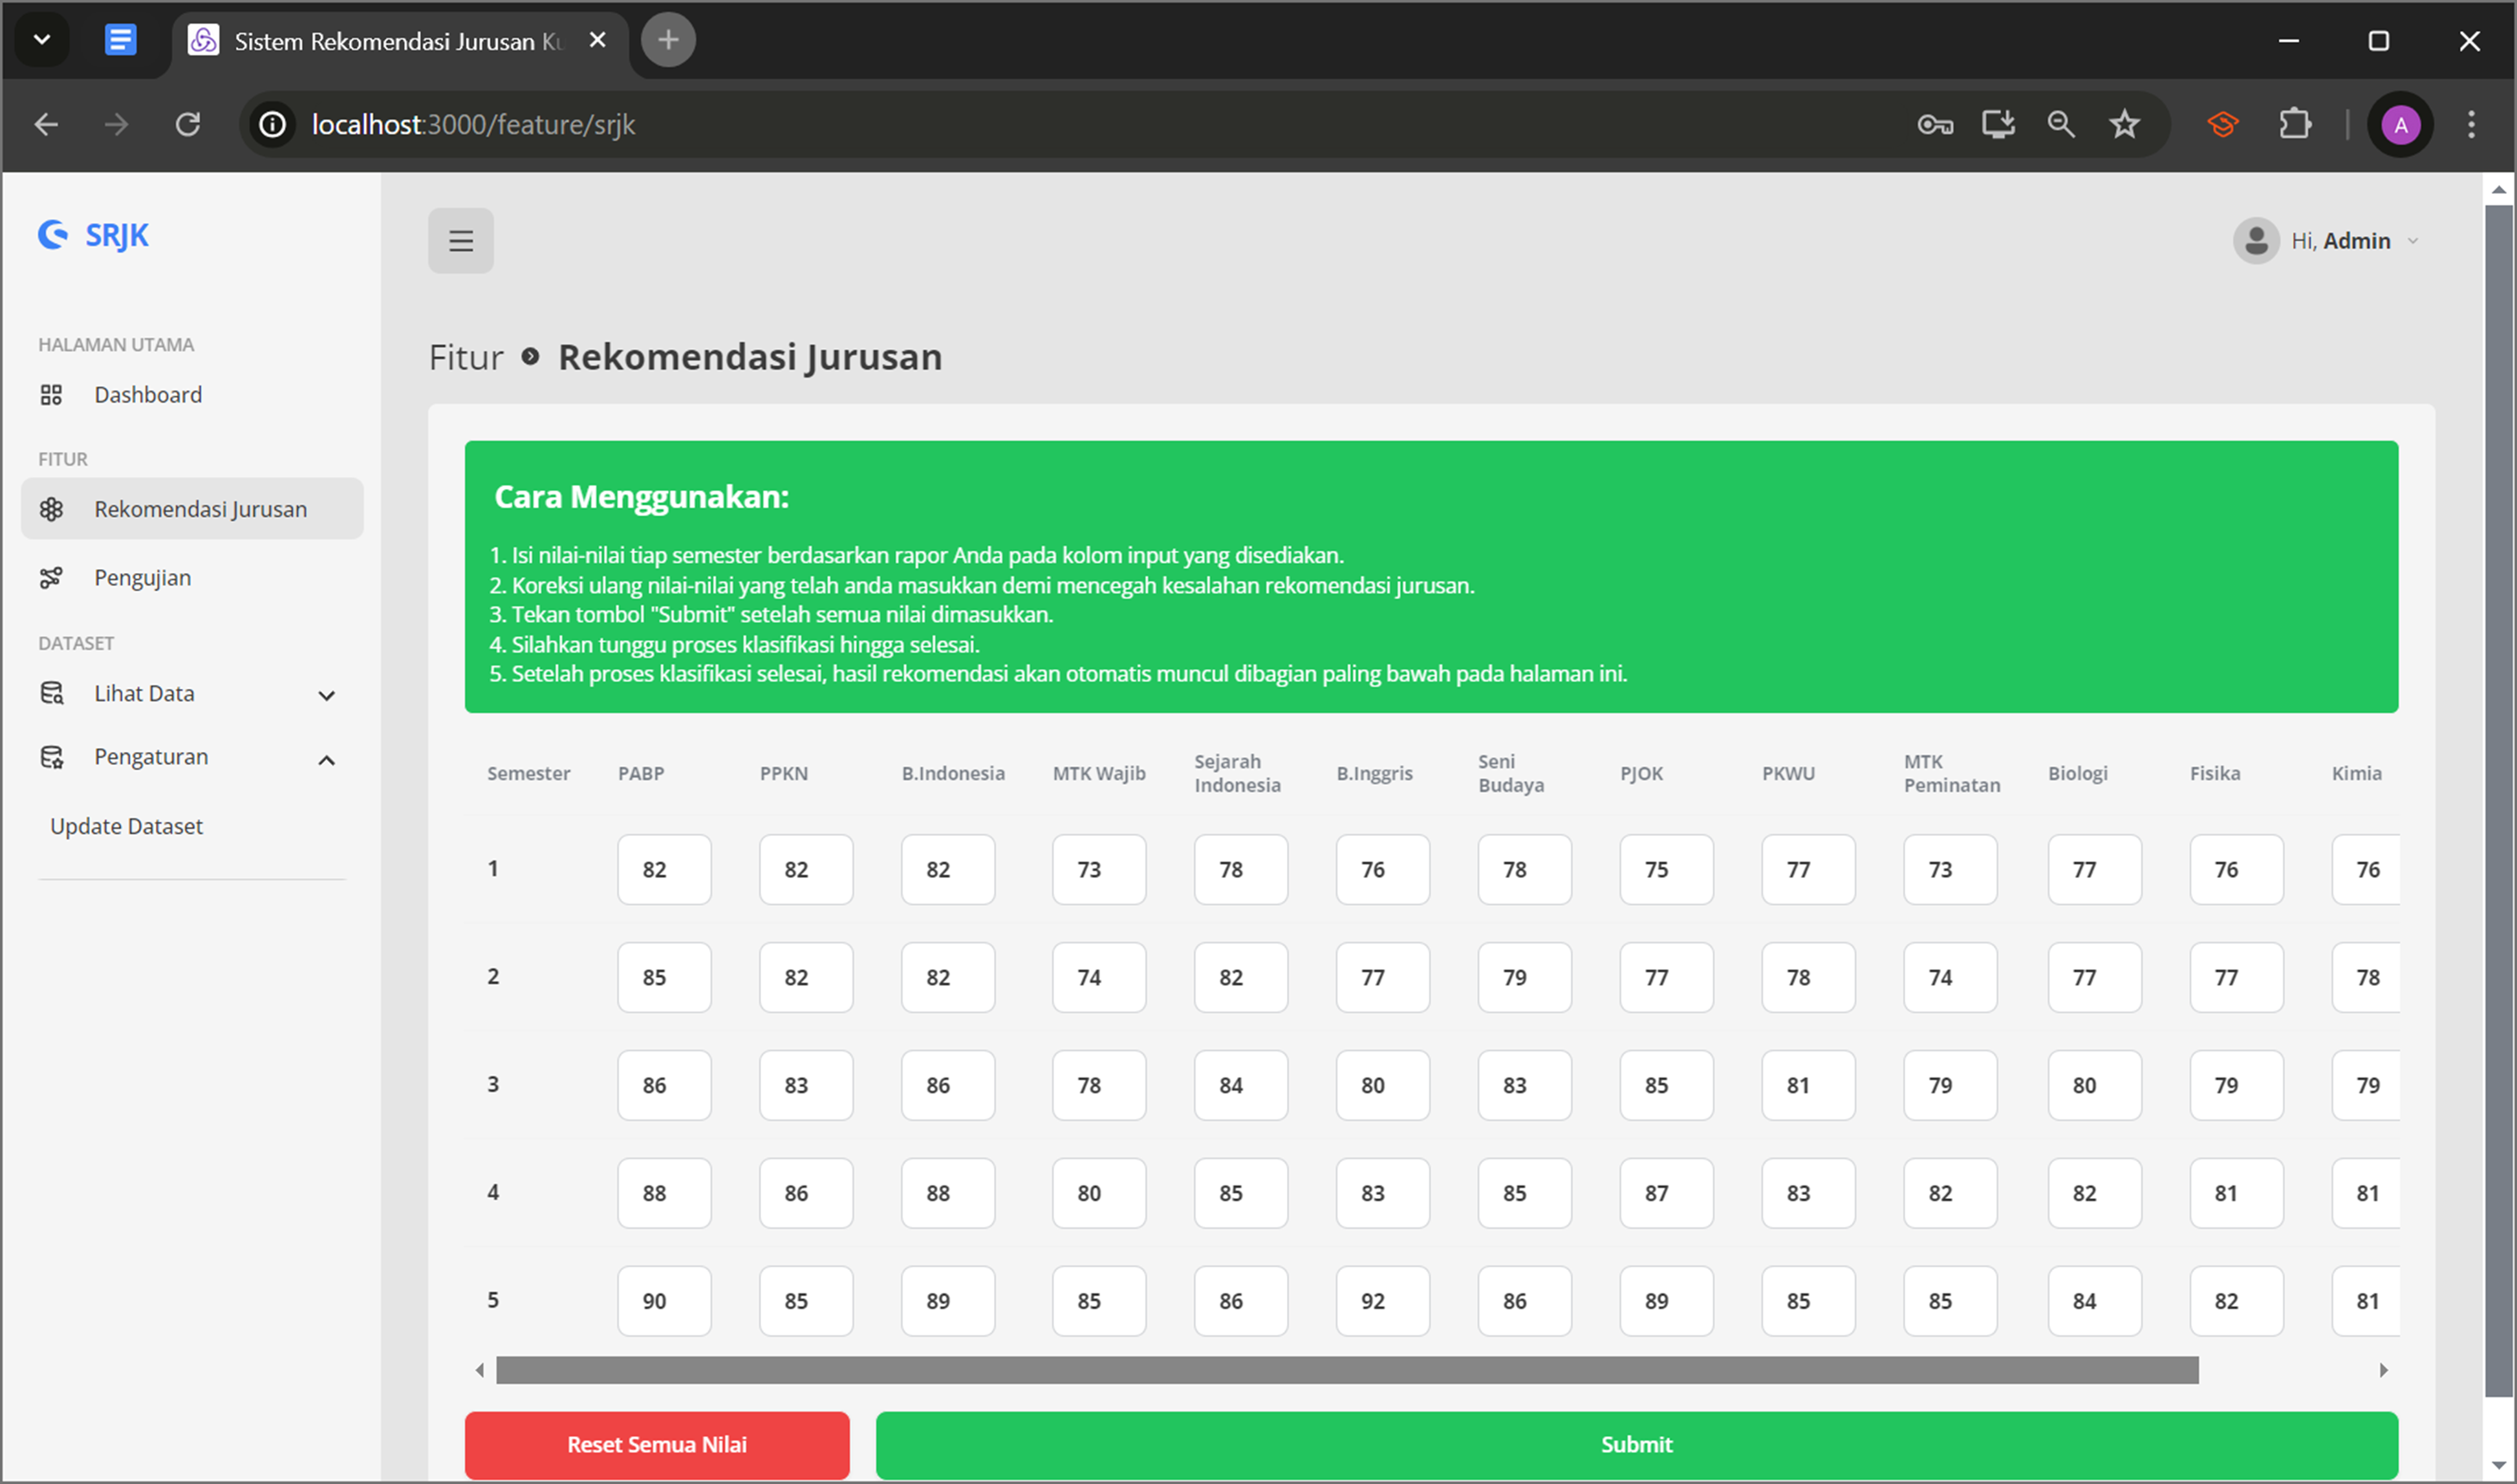 Sistem Rekomendasi Jurusan
localhost:3000/feature/srjk
A
SRJK
Hi, Admin
HALAMAN UTAMA
Dashboard
FITUR
Rekomendasi Jurusan
Pengujian
DATASET
Lihat Data
Pengaturan
Update Dataset
Fitur Rekomendasi Jurusan
Cara Menggunakan:
1. Isi nilai-nilai tiap semester berdasarkan rapor Anda pada kolom input yang disediakan.
2. Koreksi ulang nilai-nilai yang telah anda masukkan demi mencegah kesalahan rekomendasi jurusan.
3. Tekan tombol "Submit" setelah semua nilai dimasukkan.
4. Silahkan tunggu proses klasifikasi hingga selesai.
5. Setelah proses klasifikasi selesai, hasil rekomendasi akan otomatis muncul dibagian paling bawah pada halaman ini.
Semester PABP PPKN B.Indonesia MTK Wajib Sejarah Indonesia B.Inggris Seni Budaya PJOK PKWU MTK Peminatan Biologi Fisika Kimia
1 82 82 82 73 78 76 78 75 77 73 77 76 76
2 85 82 82 74 82 77 79 77 78 74 77 77 78
3 86 83 86 78 84 80 83 85 81 79 80 79 79
4 88 86 88 80 85 83 85 87 83 82 82 81 81
5 90 85 89 85 86 92 86 89 85 85 84 82 81
Reset Semua Nilai
Submit